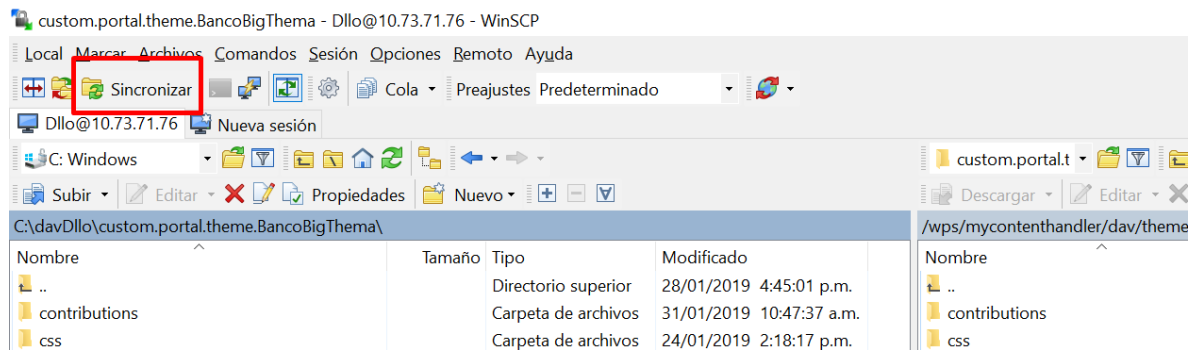 custom.portal.theme.BancoBigThema - Dllo@10.73.71.76 - WinSCP
Local Marcar Archivos Comandos Sesión Opciones Remoto Ayuda
Sincronizar Cola Preajustes Predeterminado
Dllo@10.73.71.76 Nueva sesión
C: Windows custom.portal.t
Subir Editar Propiedades Nuevo Descargar Editar
C:\davDllo\custom.portal.theme.BancoBigThema\ /wps/mycontenthandler/dav/theme
Nombre Tamaño Tipo Modificado Nombre
.. Directorio superior 28/01/2019 4:45:01 p.m. ..
contributions Carpeta de archivos 31/01/2019 10:47:37 a.m. contributions
css Carpeta de archivos 24/01/2019 2:18:17 p.m. css